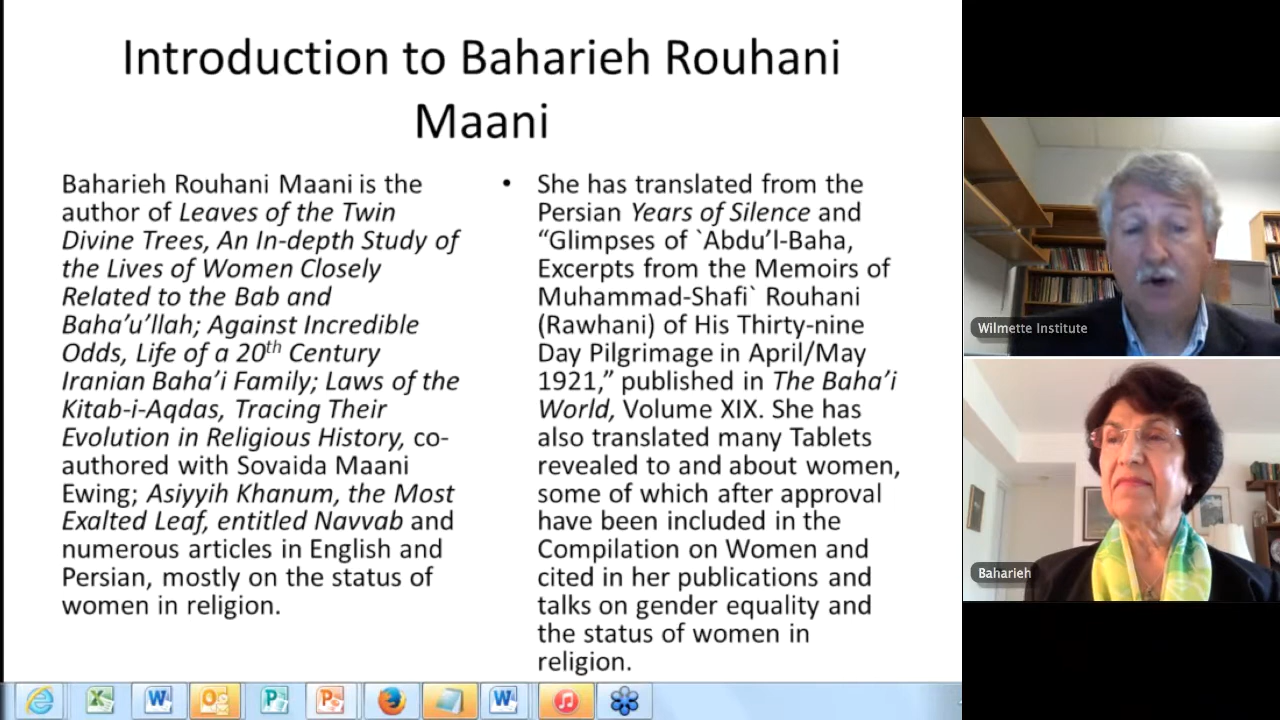 Introduction to Baharieh Rouhani
Maani
Baharieh Rouhani Maani is the
author of Leaves of the Twin
Divine Trees, An In-depth Study of
the Lives of Women Closely
Related to the Bab and
Baha’u’llah; Against Incredible
Odds, Life of a 20th Century
Iranian Baha’i Family; Laws of the
Kitab-i-Aqdas, Tracing Their
Evolution in Religious History, co-
authored with Sovaida Maani
Ewing; Asiyyih Khanum, the Most
Exalted Leaf, entitled Navvab and
numerous articles in English and
Persian, mostly on the status of
women in religion.
• She has translated from the
Persian Years of Silence and
“Glimpses of `Abdu’l-Baha,
Excerpts from the Memoirs of
Muhammad-Shafi` Rouhani
(Rawhani) of His Thirty-nine
Day Pilgrimage in April/May
1921,” published in The Baha’i
World, Volume XIX. She has
also translated many Tablets
revealed to and about women,
some of which after approval
have been included in the
Compilation on Women and
cited in her publications and
talks on gender equality and
the status of women in
religion.
Wilmette Institute
Baharieh